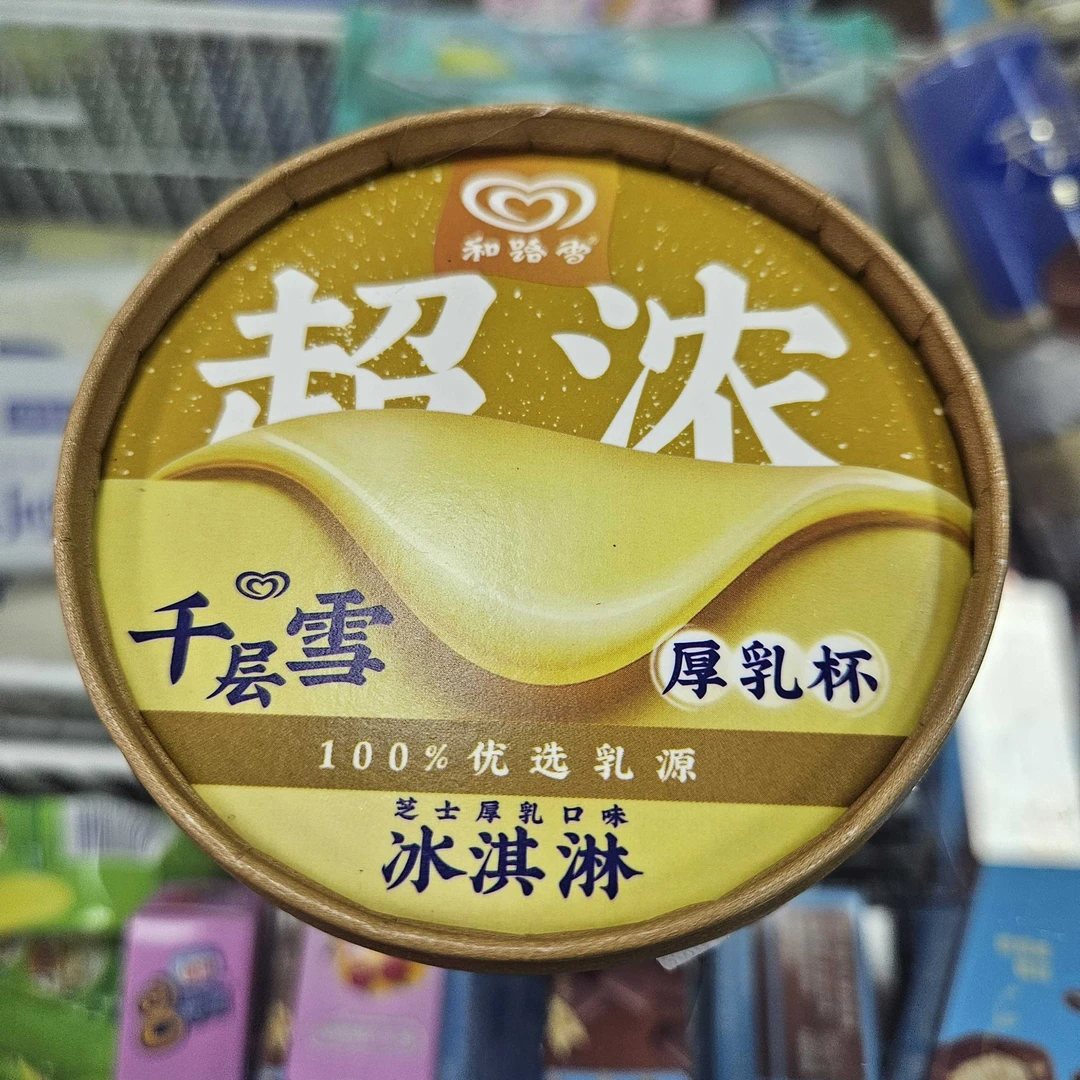 和路雪
超浓
千层雪
厚乳杯
100%优选乳源
芝士厚乳口味
冰淇淋